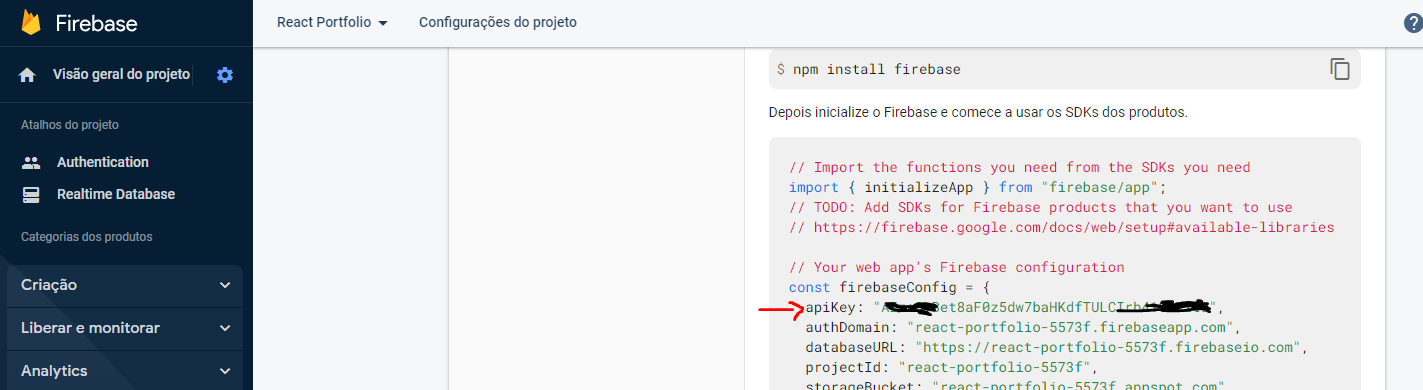 Firebase
React Portfolio
Configurações do projeto
?
Visão geral do projeto
Atalhos do projeto
Authentication
Realtime Database
Categorias dos produtos
Criação
Liberar e monitorar
Analytics
$ npm install firebase
Depois inicialize o Firebase e comece a usar os SDKs dos produtos.
// Import the functions you need from the SDKs you need
import { initializeApp } from "firebase/app";
// TODO: Add SDKs for Firebase products that you want to use
// https://firebase.google.com/docs/web/setup#available-libraries
// Your web app's Firebase configuration
const firebaseConfig = {
apiKey: "
authDomain: "react-portfolio-5573f.firebaseapp.com",
databaseURL: "https://react-portfolio-5573f.firebaseio.com",
projectId: "react-portfolio-5573f",
storageBucket: "react-portfolio-5573f.appspot.com"